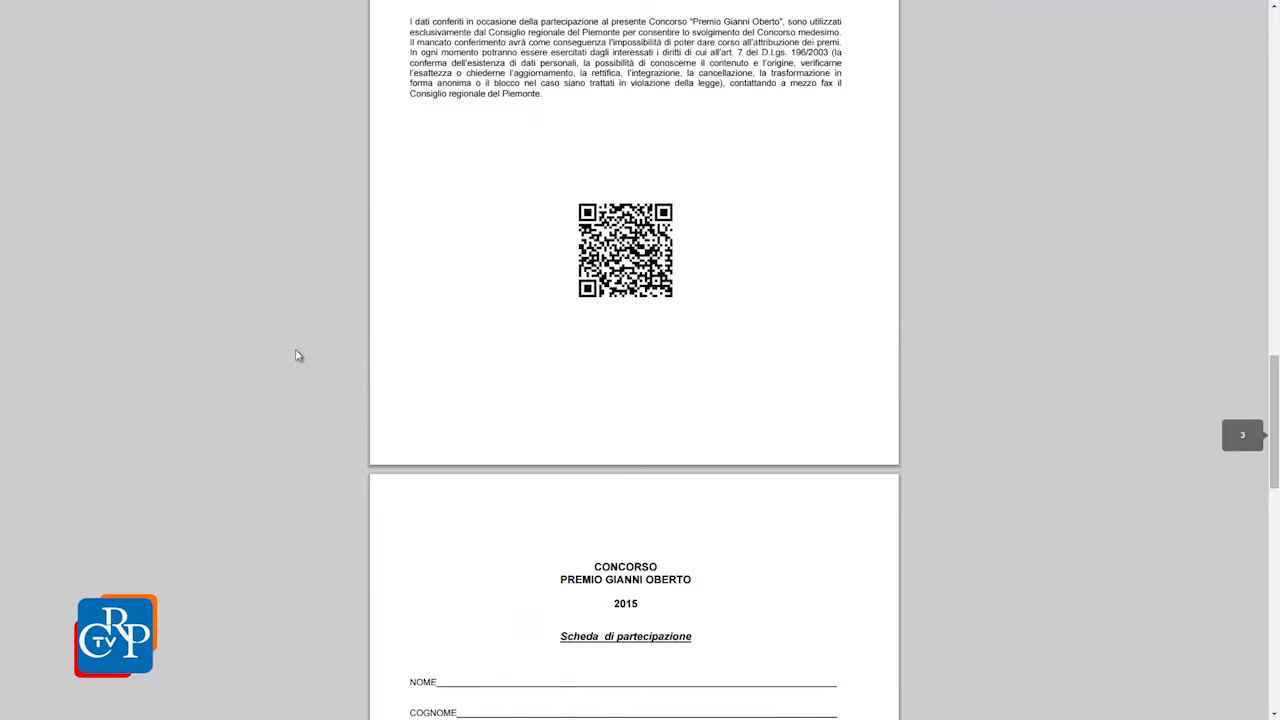 I dati conferiti in occasione della partecipazione al presente Concorso “Premio Gianni Oberto”, sono utilizzati
esclusivamente dal Consiglio regionale del Piemonte per consentire lo svolgimento del Concorso medesimo.
Il mancato conferimento avrà come conseguenza l’impossibilità di poter dare corso all’attribuzione dei premi.
In ogni momento potranno essere esercitati dagli interessati i diritti di cui all’art. 7 del D.Lgs. 196/2003 (la
conferma dell’esistenza di dati personali, la possibilità di conoscerne il contenuto e l’origine, verificarne
l’esattezza o chiederne l’aggiornamento, la rettifica, l’integrazione, la cancellazione, la trasformazione in
forma anonima o il blocco nel caso siano trattati in violazione della legge), contattando a mezzo fax il
Consiglio regionale del Piemonte.
3
CONCORSO
PREMIO GIANNI OBERTO
2015
Scheda di partecipazione
CRP TV
NOME
COGNOME